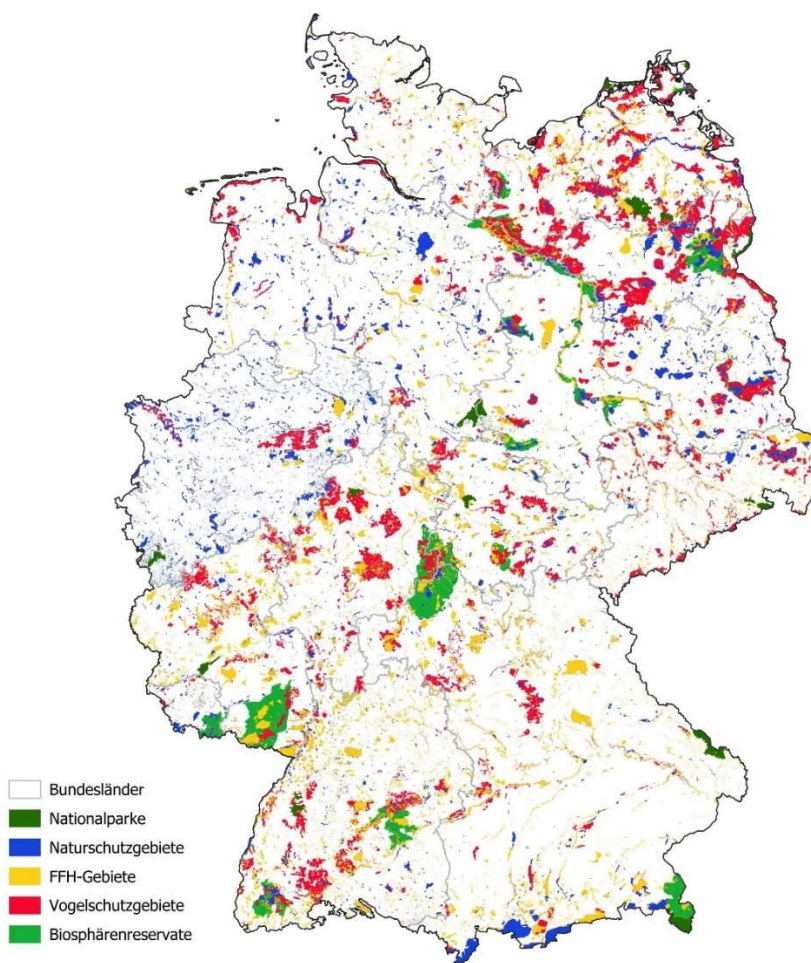 Bundesländer
Nationalparke
Naturschutzgebiete
FFH-Gebiete
Vogelschutzgebiete
Biosphärenreservate